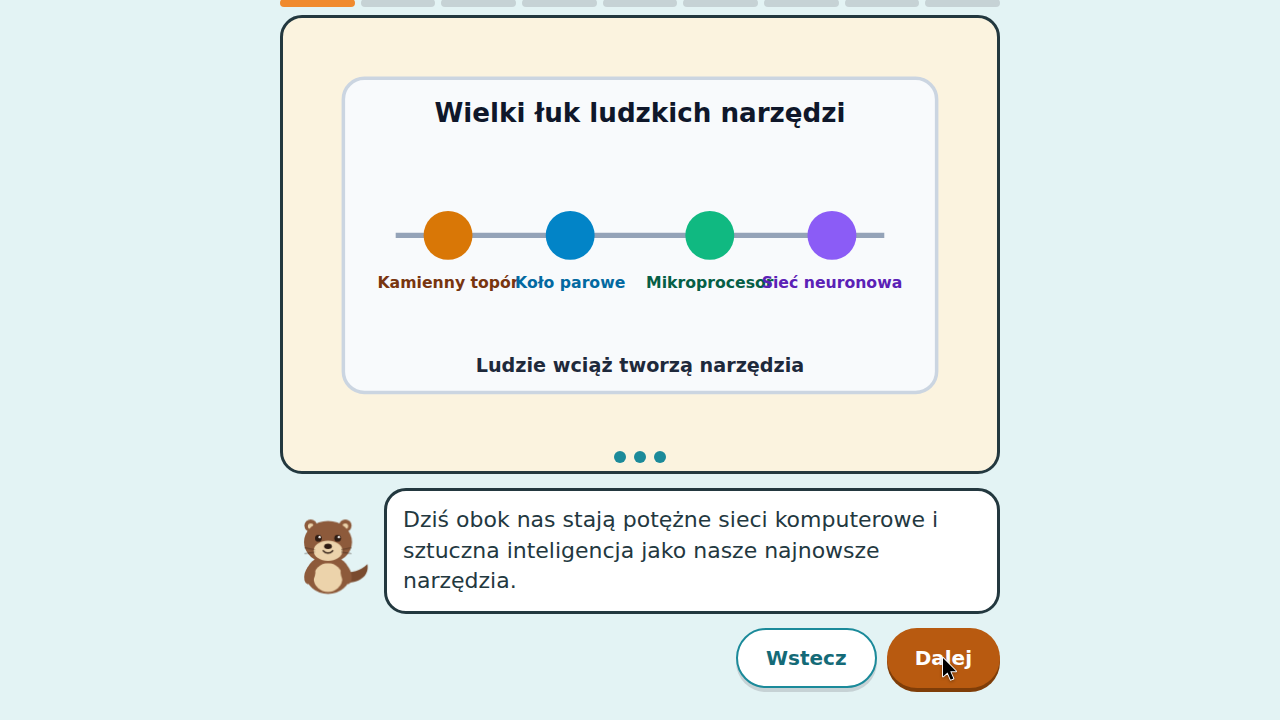 Wielki łuk ludzkich narzędzi
Kamienny topór Koło parowe Mikroprocesor Sieć neuronowa
Ludzie wciąż tworzą narzędzia
Dziś obok nas stają potężne sieci komputerowe i
sztuczna inteligencja jako nasze najnowsze
narzędzia.
Wstecz Dalej